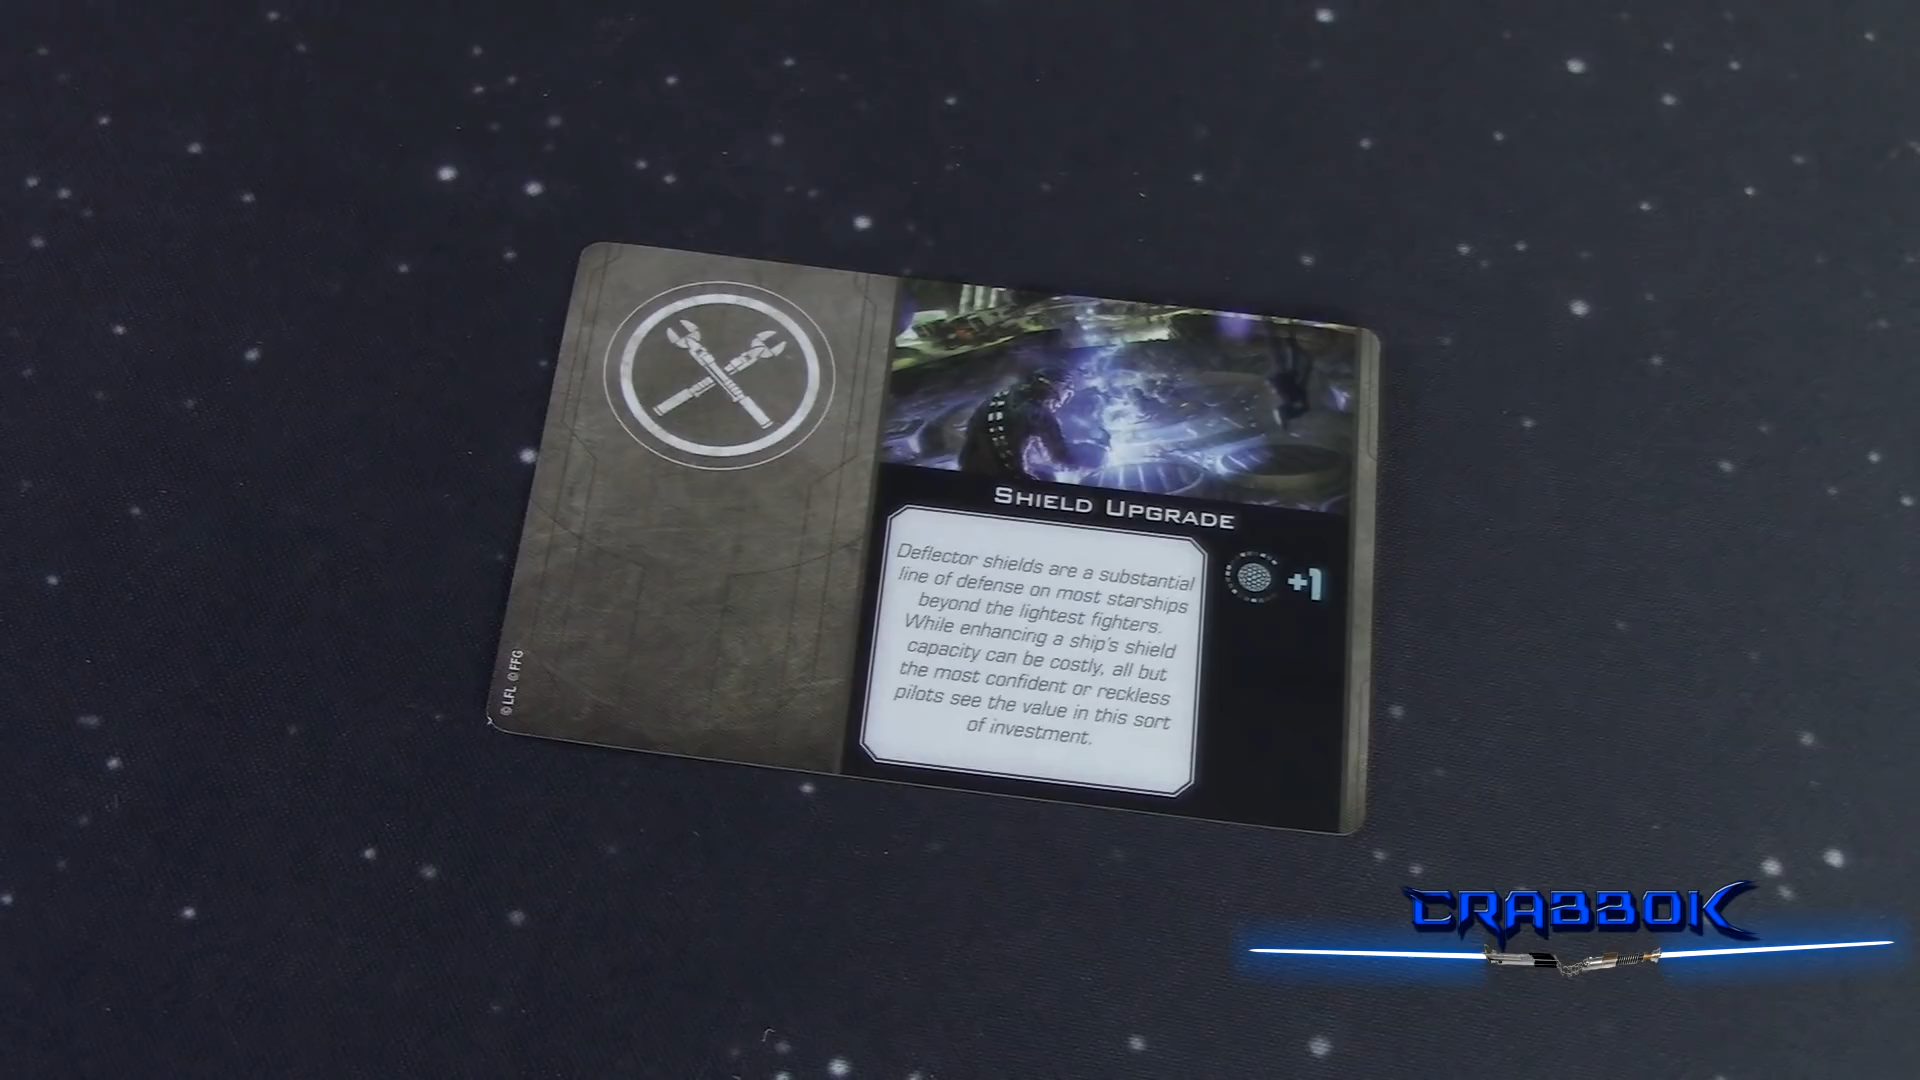 SHIELD UPGRADE
Deflector shields are a substantial
line of defense on most starships
beyond the lightest fighters.
While enhancing a ship's shield
capacity can be costly, all but
the most confident or reckless
pilots see the value in this sort
of investment.
+1
©LFL ©FFG
CRABBOK